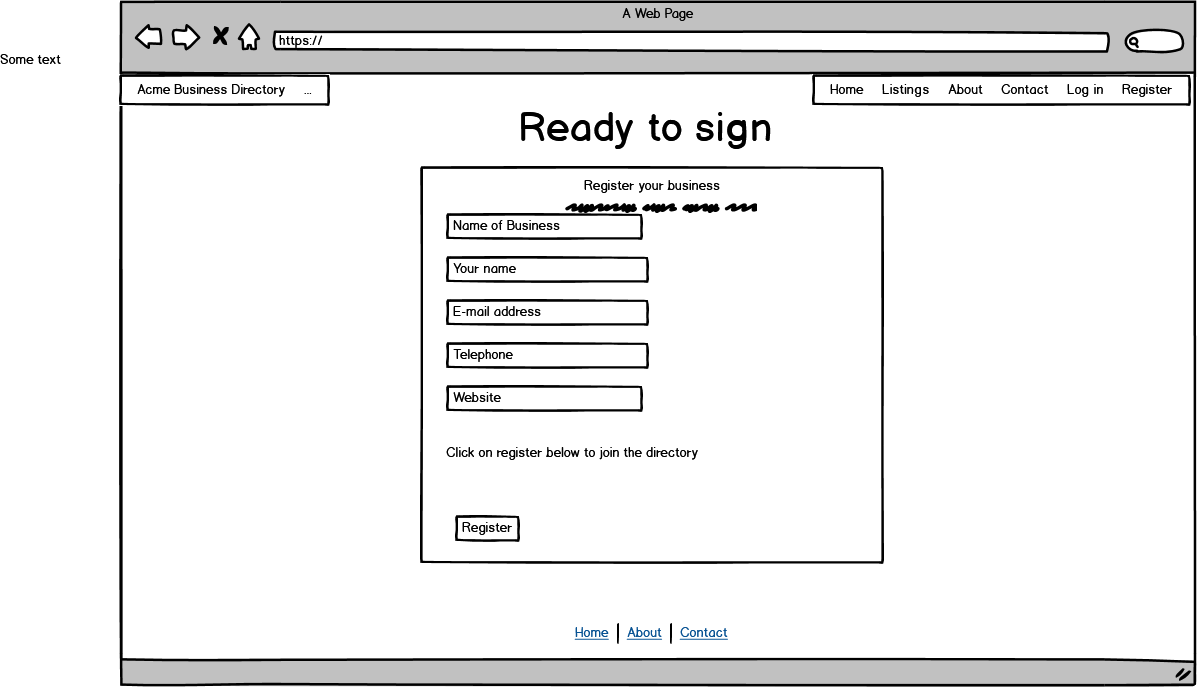 A Web Page
https://
Some text
Acme Business Directory ...
Home Listings About Contact Log in Register
Ready to sign
Register your business
Name of Business
Your name
E-mail address
Telephone
Website
Click on register below to join the directory
Register
Home About Contact